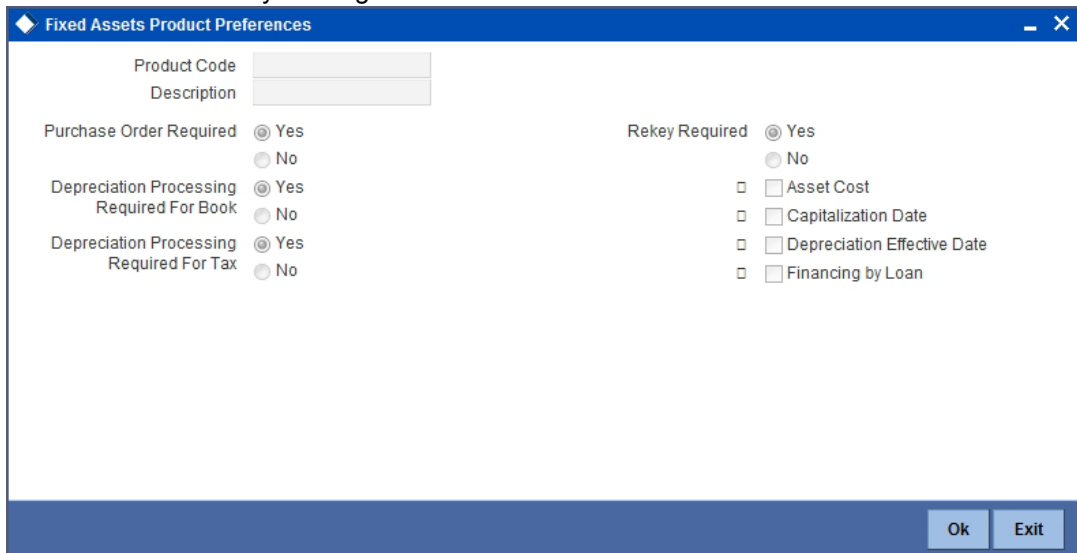 Fixed Assets Product Preferences
Product Code
Description
Purchase Order Required Yes
No
Depreciation Processing Required For Book Yes
No
Depreciation Processing Required For Tax Yes
No
Rekey Required Yes
No
Asset Cost
Capitalization Date
Depreciation Effective Date
Financing by Loan
Ok Exit